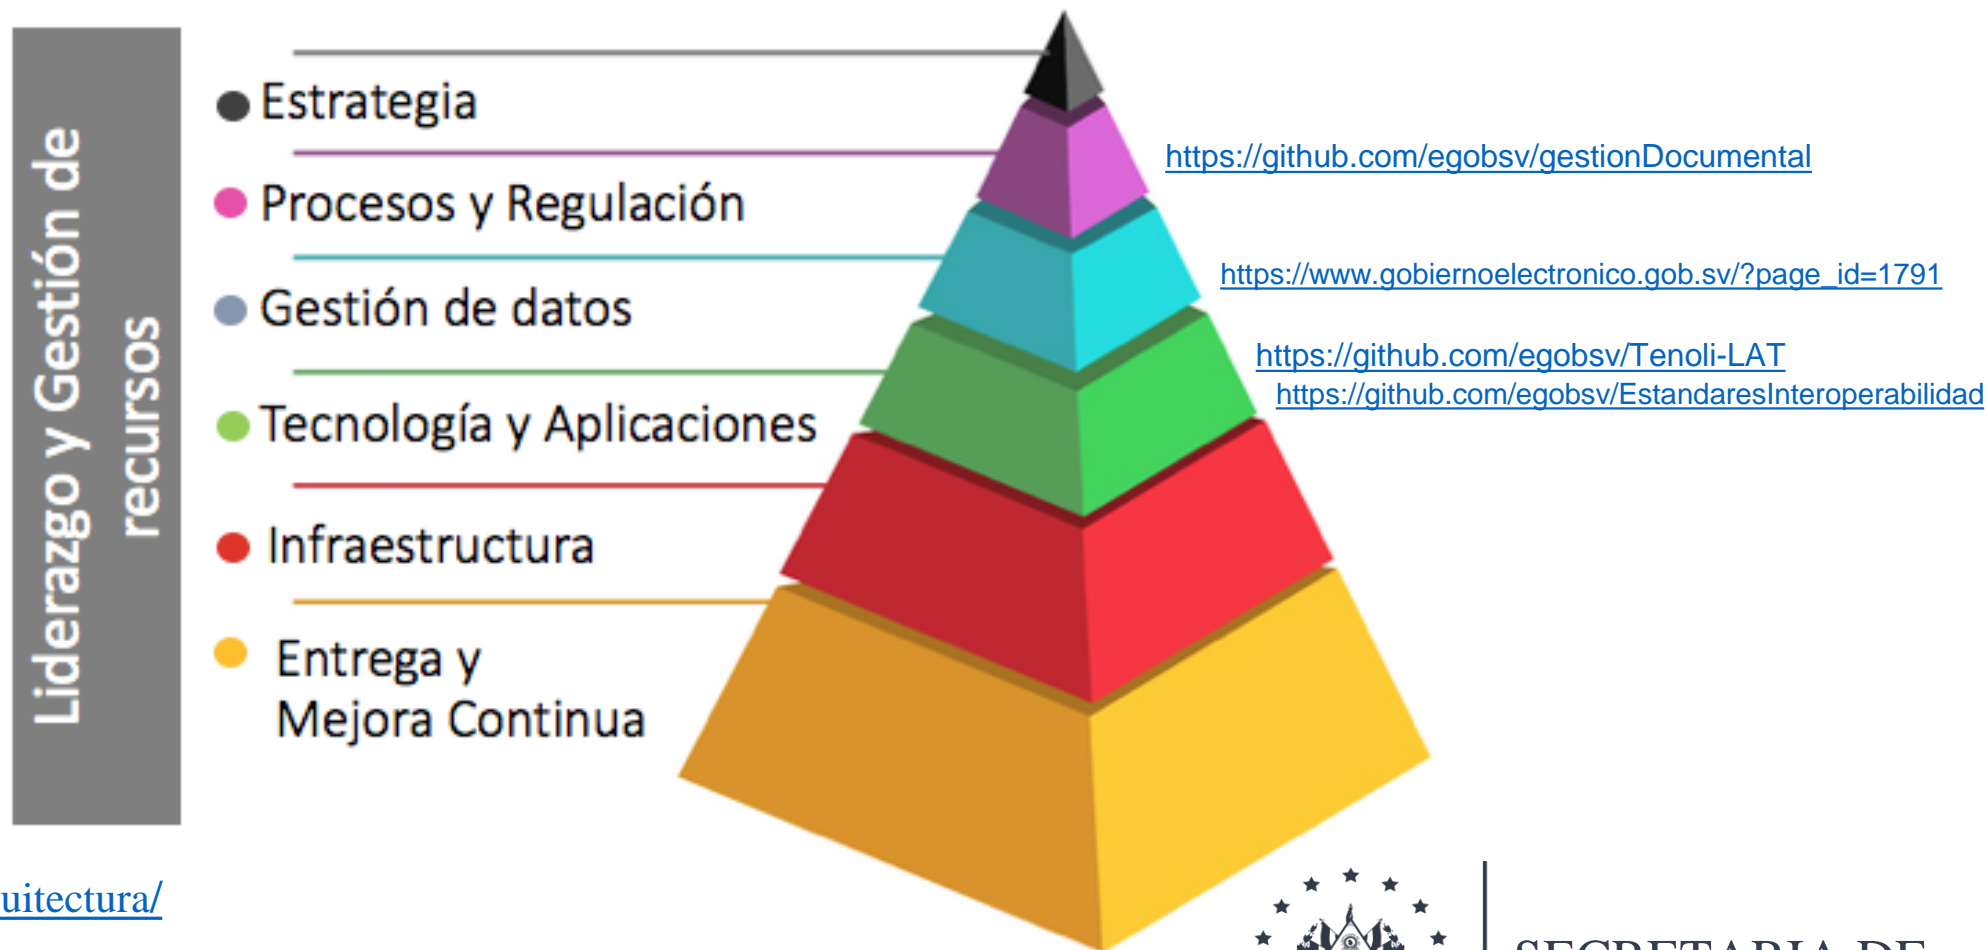 Liderazgo y Gestión de
recursos
Estrategia
Procesos y Regulación
Gestión de datos
Tecnología y Aplicaciones
Infraestructura
Entrega y
Mejora Continua
https://github.com/egobsv/gestionDocumental
https://www.gobiernoelectronico.gob.sv/?page_id=1791
https://github.com/egobsv/Tenoli-LAT
https://github.com/egobsv/EstandaresInteroperabilidad
uitectura/
SECRETARIA DE